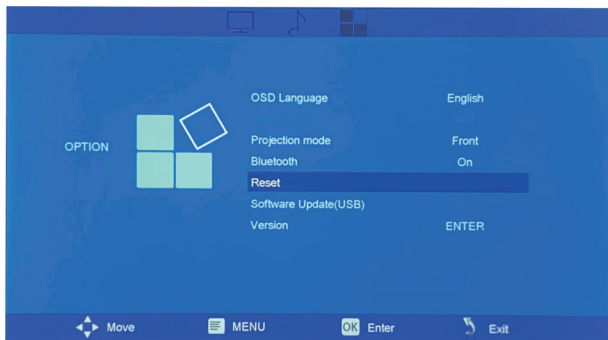 OPTION
OSD Language English
Projection mode Front
Bluetooth On
Reset
Software Update(USB)
Version ENTER
Move MENU OK Enter Exit